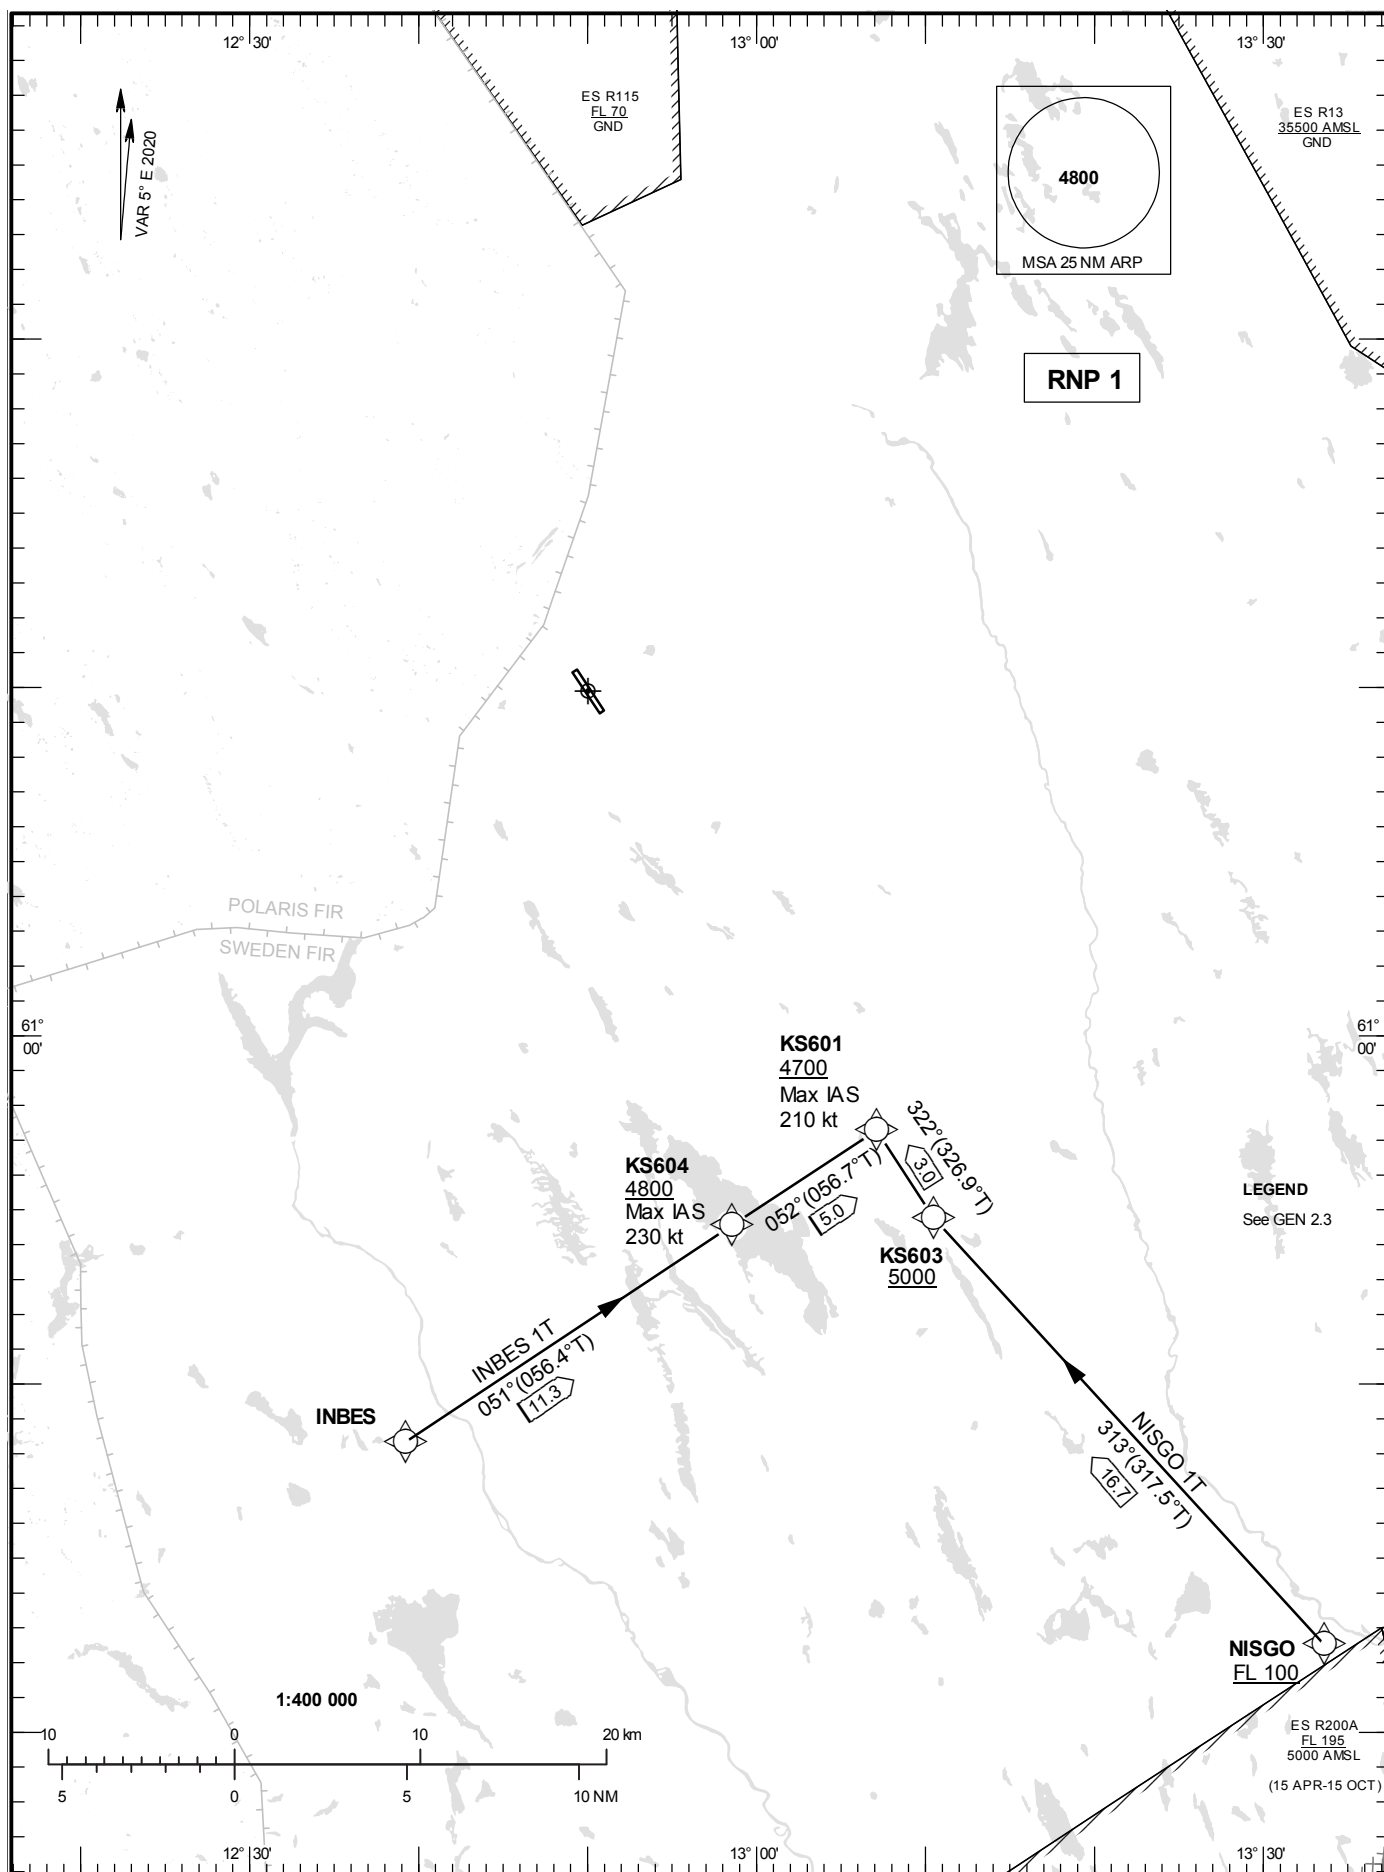 12° 30'
13° 00'
13° 30'
ES R115
FL 70
GND
ES R13
35500 AMSL
GND
VAR 5° E 2020
4800
MSA 25 NM ARP
RNP 1
POLARIS FIR
SWEDEN FIR
61°
00'
61°
00'
KS601
4700
Max IAS
210 kt
322°(326.9°T)
3.0
KS604
4800
Max IAS
230 kt
052°(056.7°T)
5.0
KS603
5000
LEGEND
See GEN 2.3
INBES 1T
051°(056.4°T)
11.3
INBES
NISGO 1T
313°(317.5°T)
16.7
NISGO
FL 100
1:400 000
10
0
10
20 km
5
0
5
10 NM
ES R200A
FL 195
5000 AMSL
(15 APR-15 OCT)
12° 30'
13° 00'
13° 30'